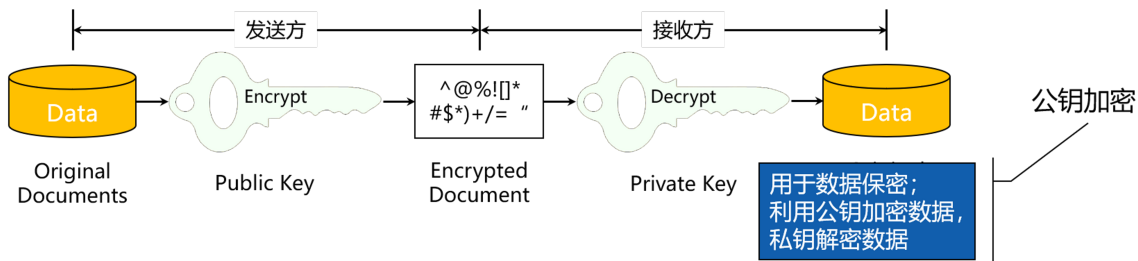 发送方
接收方
Data
Encrypt
^@%![]*
#$*)+/= “
Decrypt
Data
公钥加密
Original
Documents
Public Key
Encrypted
Document
Private Key
用于数据保密；
利用公钥加密数据，
私钥解密数据